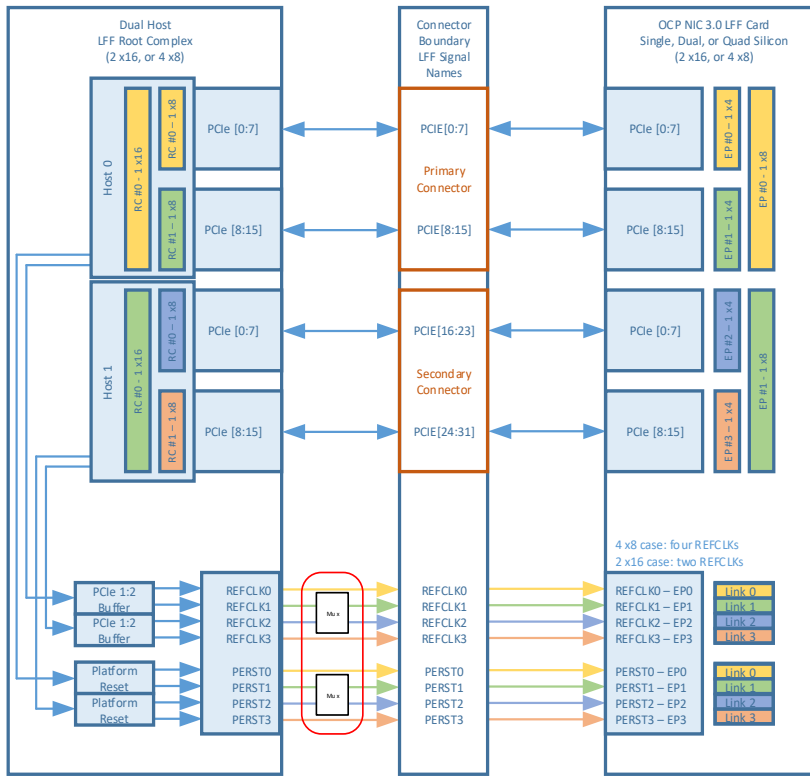 Dual Host
LFF Root Complex
(2 x16, or 4 x8)
Connector
Boundary
LFF Signal
Names
OCP NIC 3.0 LFF Card
Single, Dual, or Quad Silicon
(2 x16, or 4 x8)
Host 0
RC #0 – 1 x16
RC #0 – 1 x8
PCIe [0:7]
RC #1 – 1 x8
PCIe [8:15]
PCIE[0:7]
Primary
Connector
PCIE[8:15]
PCIe [0:7]
EP #0 – 1 x4
EP #0 - 1 x8
PCIe [8:15]
EP #1 – 1 x4
Host 1
RC #0 – 1 x16
RC #0 – 1 x8
PCIe [0:7]
RC #1 – 1 x8
PCIe [8:15]
PCIE[16:23]
Secondary
Connector
PCIE[24:31]
PCIe [0:7]
EP #2 – 1 x4
EP #1 - 1 x8
PCIe [8:15]
EP #3 – 1 x4
4 x8 case: four REFCLKs
2 x16 case: two REFCLKs
PCIe 1:2
Buffer
PCIe 1:2
Buffer
Platform
Reset
Platform
Reset
REFCLK0
REFCLK1
REFCLK2
REFCLK3
PERST0
PERST1
PERST2
PERST3
Mux
Mux
REFCLK0
REFCLK1
REFCLK2
REFCLK3
PERST0
PERST1
PERST2
PERST3
REFCLK0 – EP0
REFCLK1 – EP1
REFCLK2 – EP2
REFCLK3 – EP3
PERST0 – EP0
PERST1 – EP1
PERST2 – EP2
PERST3 – EP3
Link 0
Link 1
Link 2
Link 3
Link 0
Link 1
Link 2
Link 3